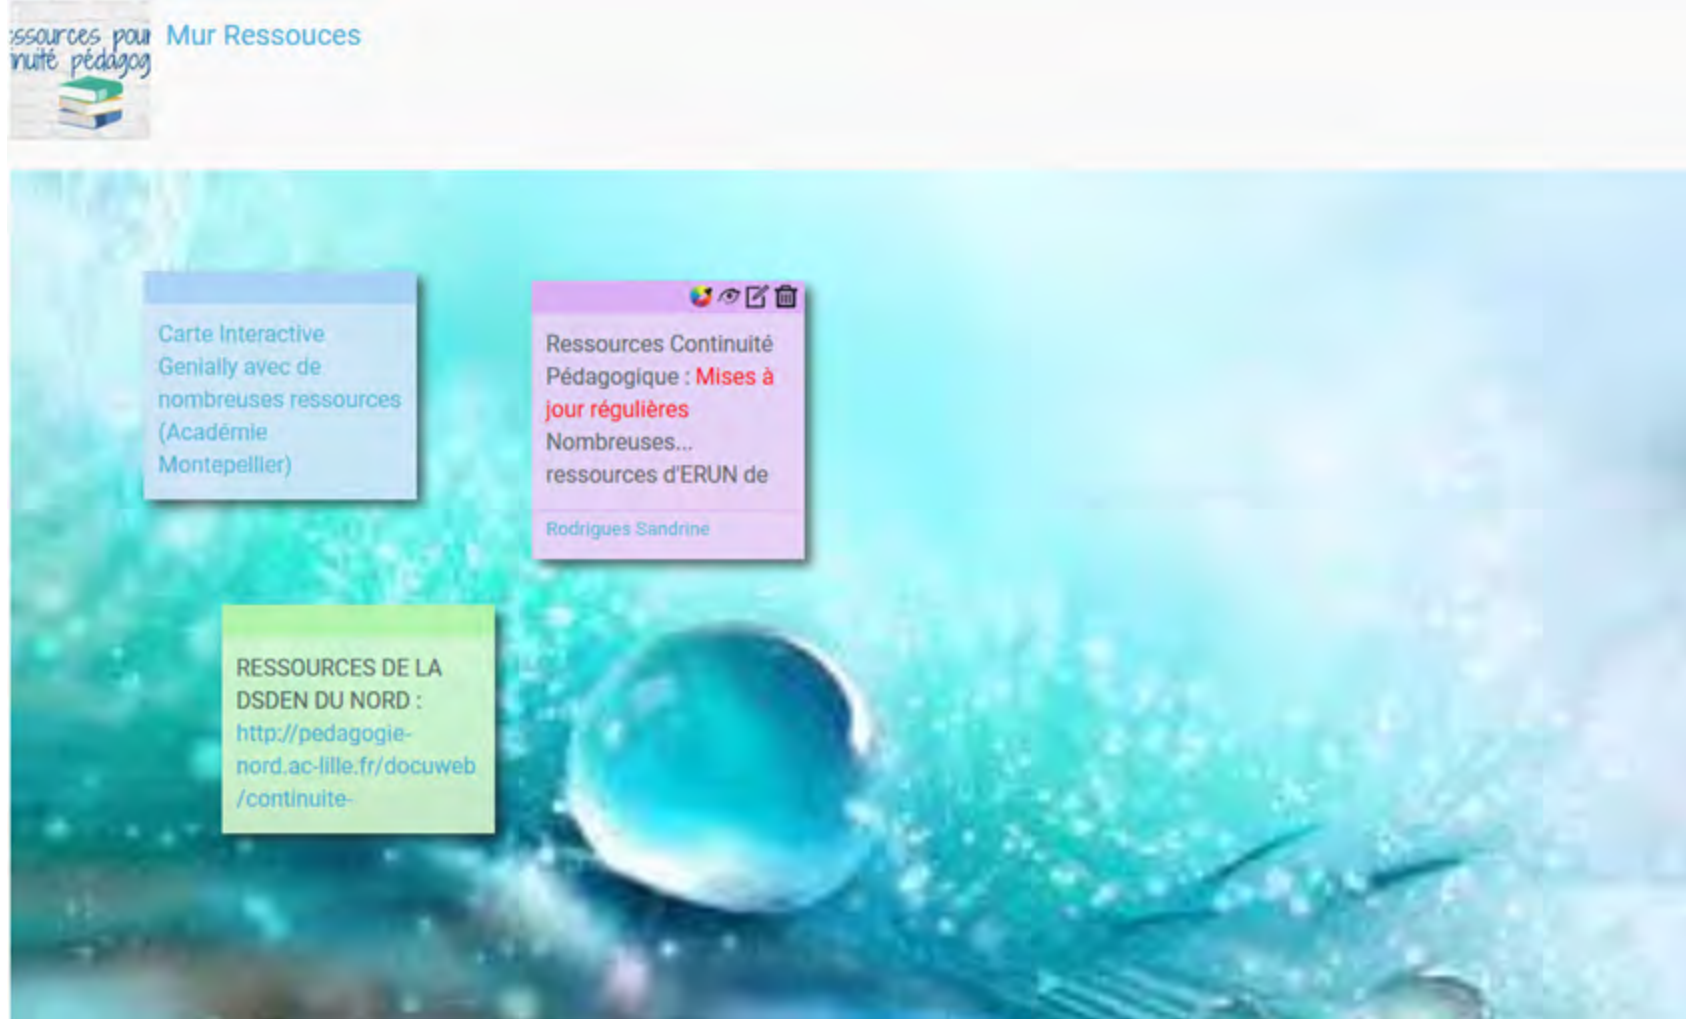 ssources pour
nuité pédagog
Mur Ressouces
Carte Interactive
Genially avec de
nombreuses ressources
(Académie
Montepellier)
Ressources Continuité
Pédagogique : Mises à
jour régulières
Nombreuses...
ressources d'ERUN de
Rodrigues Sandrine
RESSOURCES DE LA
DSDEN DU NORD :
http://pedagogie-
nord.ac-lille.fr/docuweb
/continuite-